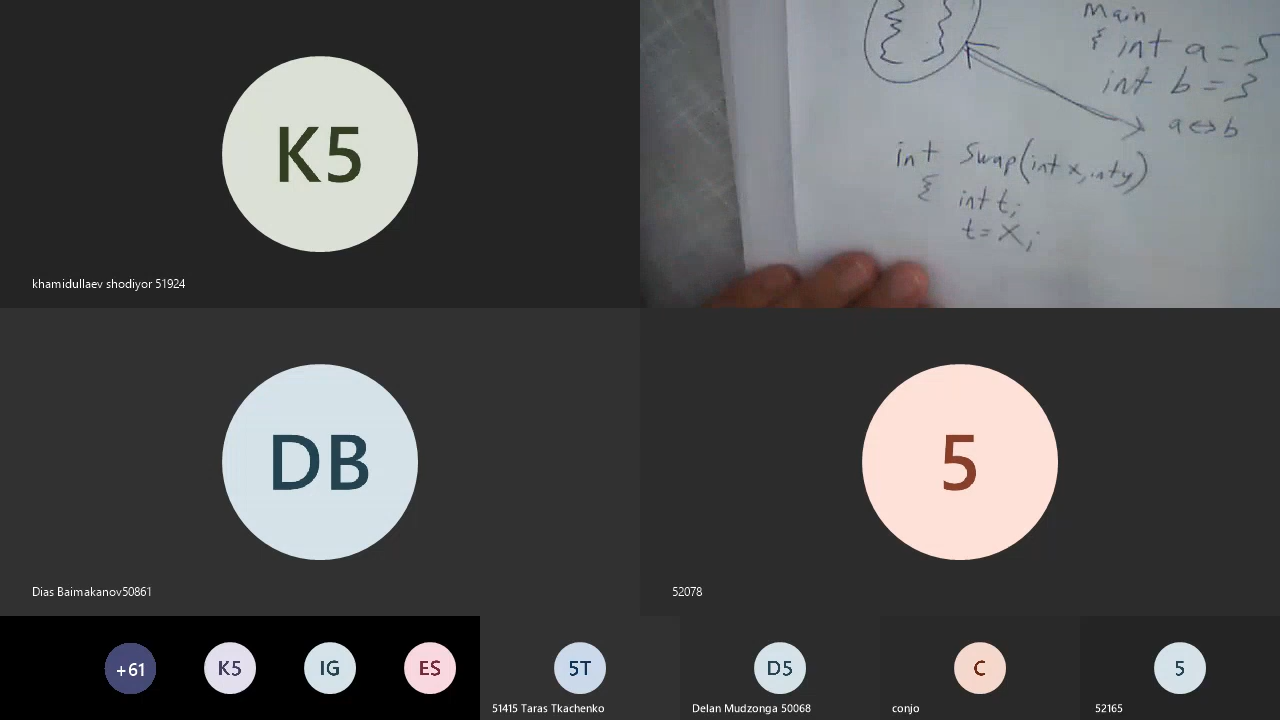 K5
khamidullaev shodiyor 51924
Main
{ int a = 5
int b = 3
a ⇔ b
int Swap(int x, int y)
{ int t;
t = x;
DB
Dias Baimakanov50861
5
52078
+61
K5
IG
ES
5T
51415 Taras Tkachenko
D5
Delan Mudzonga 50068
C
conjo
5
52165